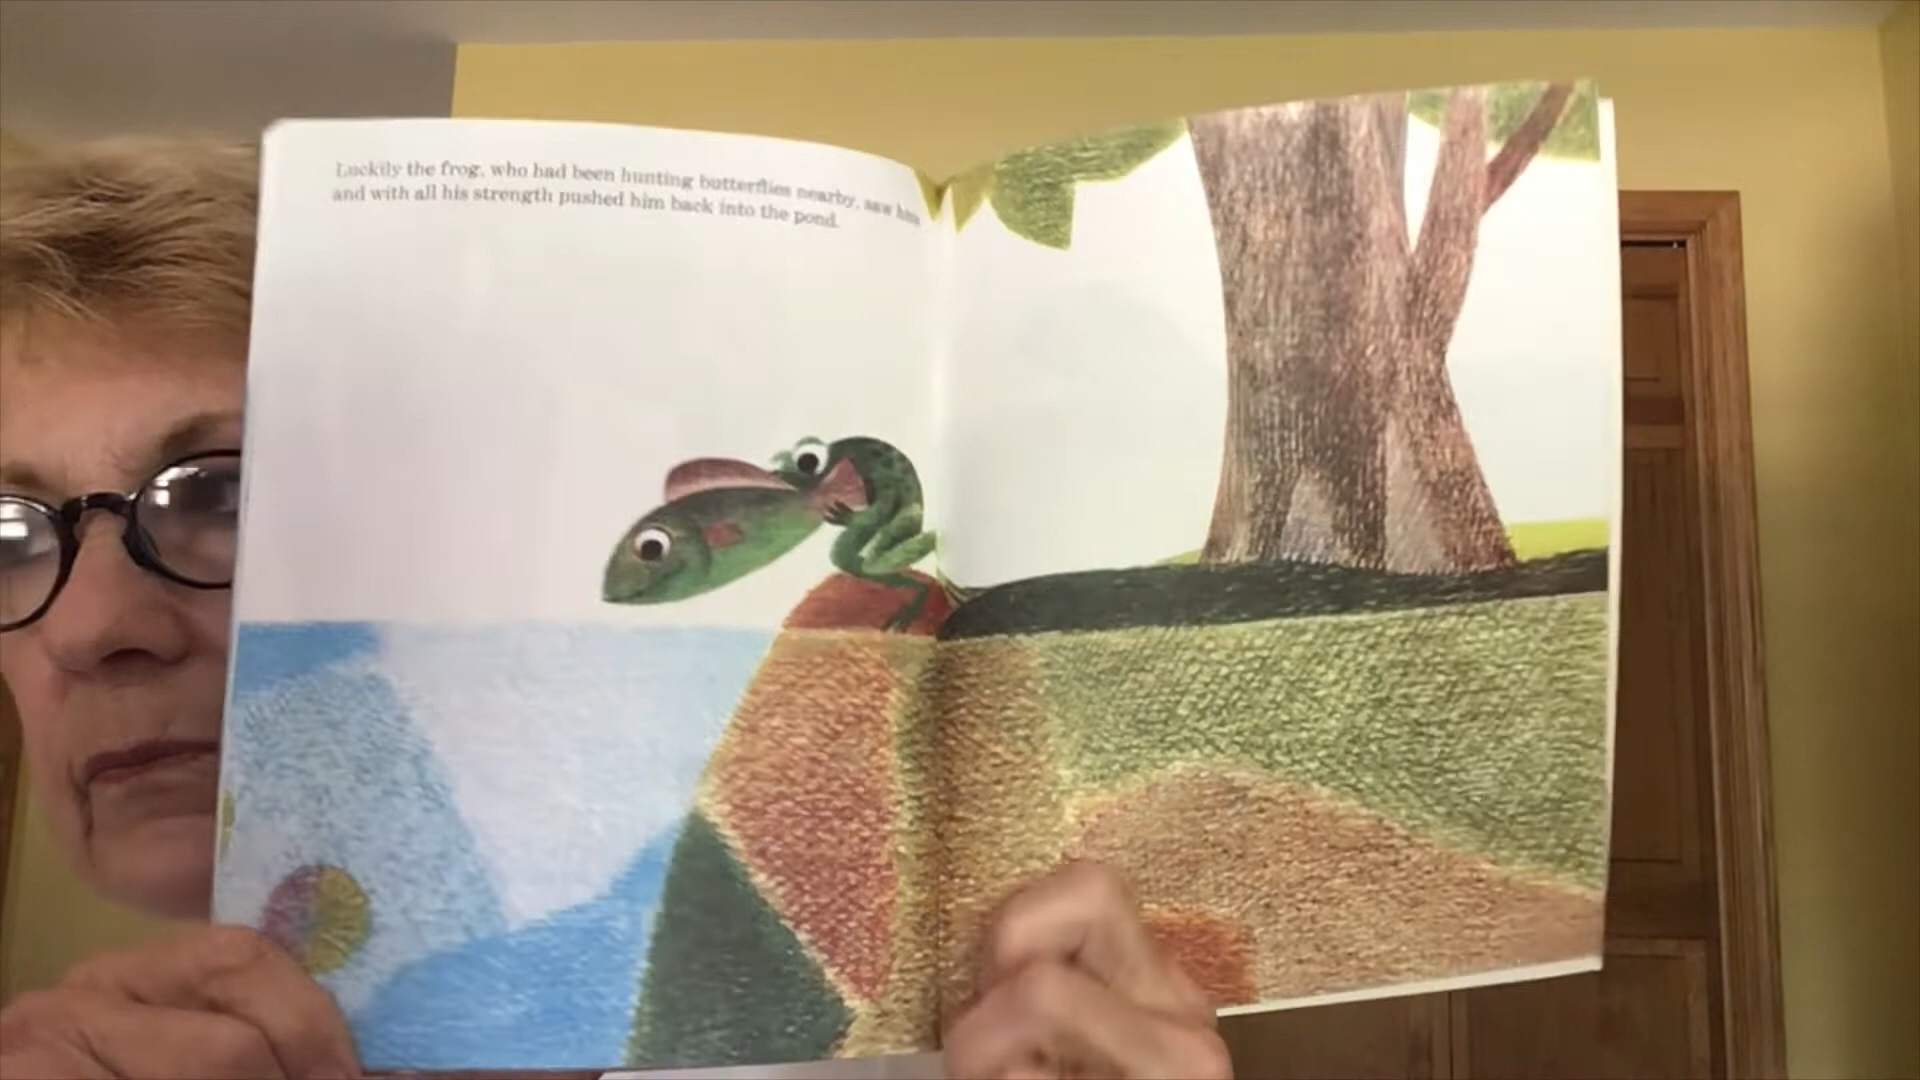 Luckily the frog, who had been hunting butterflies nearby, saw him
and with all his strength pushed him back into the pond.